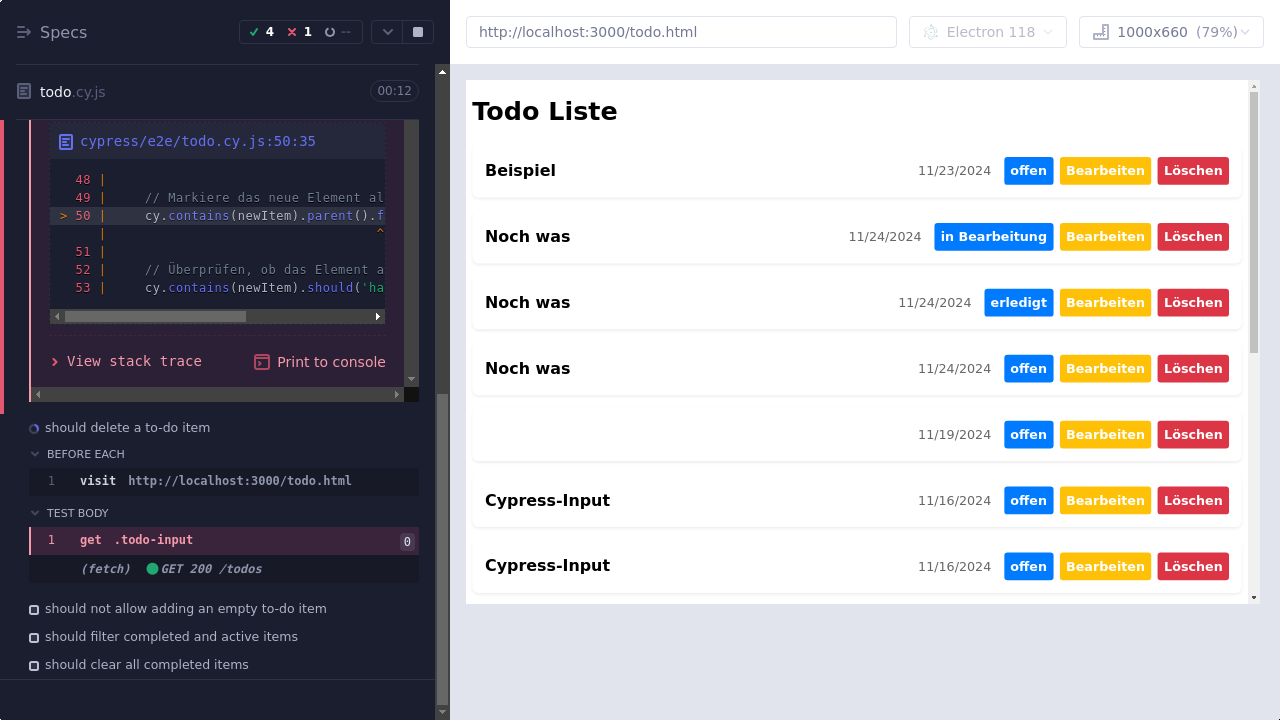 Specs
4
1
--
todo.cy.js
00:12
cypress/e2e/todo.cy.js:50:35
48 |
49 | // Markiere das neue Element al
> 50 | cy.contains(newItem).parent().f
| ^
51 |
52 | // Überprüfen, ob das Element a
53 | cy.contains(newItem).should('ha
View stack trace
Print to console
should delete a to-do item
BEFORE EACH
1 visit http://localhost:3000/todo.html
TEST BODY
1 get .todo-input 0
(fetch) GET 200 /todos
should not allow adding an empty to-do item
should filter completed and active items
should clear all completed items
http://localhost:3000/todo.html
Electron 118
1000x660 (79%)
Todo Liste
Beispiel 11/23/2024 offen Bearbeiten Löschen
Noch was 11/24/2024 in Bearbeitung Bearbeiten Löschen
Noch was 11/24/2024 erledigt Bearbeiten Löschen
Noch was 11/24/2024 offen Bearbeiten Löschen
11/19/2024 offen Bearbeiten Löschen
Cypress-Input 11/16/2024 offen Bearbeiten Löschen
Cypress-Input 11/16/2024 offen Bearbeiten Löschen